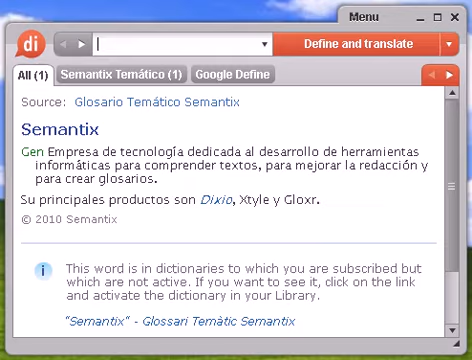 Menu
di
Define and translate
All (1)
Semantix Temático (1)
Google Define
Source: Glosario Temático Semantix
Semantix
Gen Empresa de tecnología dedicada al desarrollo de herramientas
informáticas para comprender textos, para mejorar la redacción y
para crear glosarios.
Su principales productos son Dixio, Xtyle y Gloxr.
© 2010 Semantix
i
This word is in dictionaries to which you are subscribed but
which are not active. If you want to see it, click on the link
and activate the dictionary in your Library.
"Semantix" - Glossari Temàtic Semantix